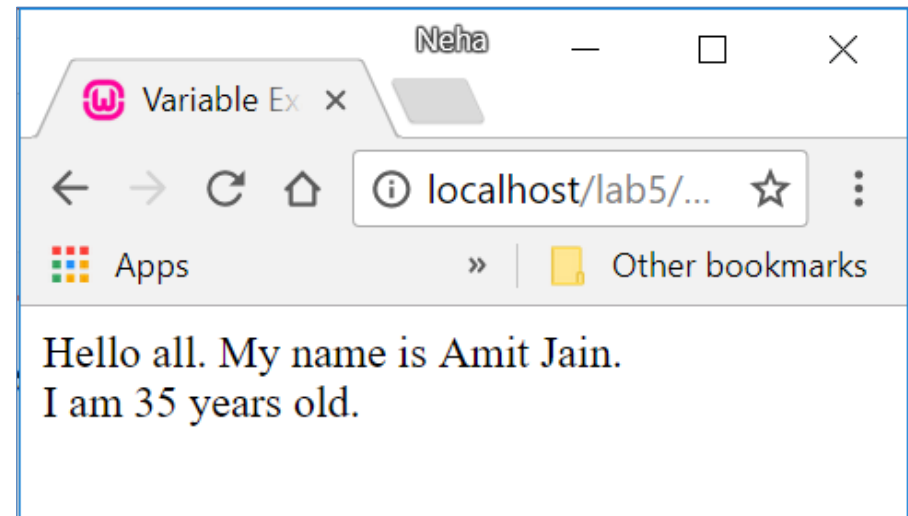 Neha
Variable Ex
localhost/lab5/...
Apps » Other bookmarks
Hello all. My name is Amit Jain.
I am 35 years old.